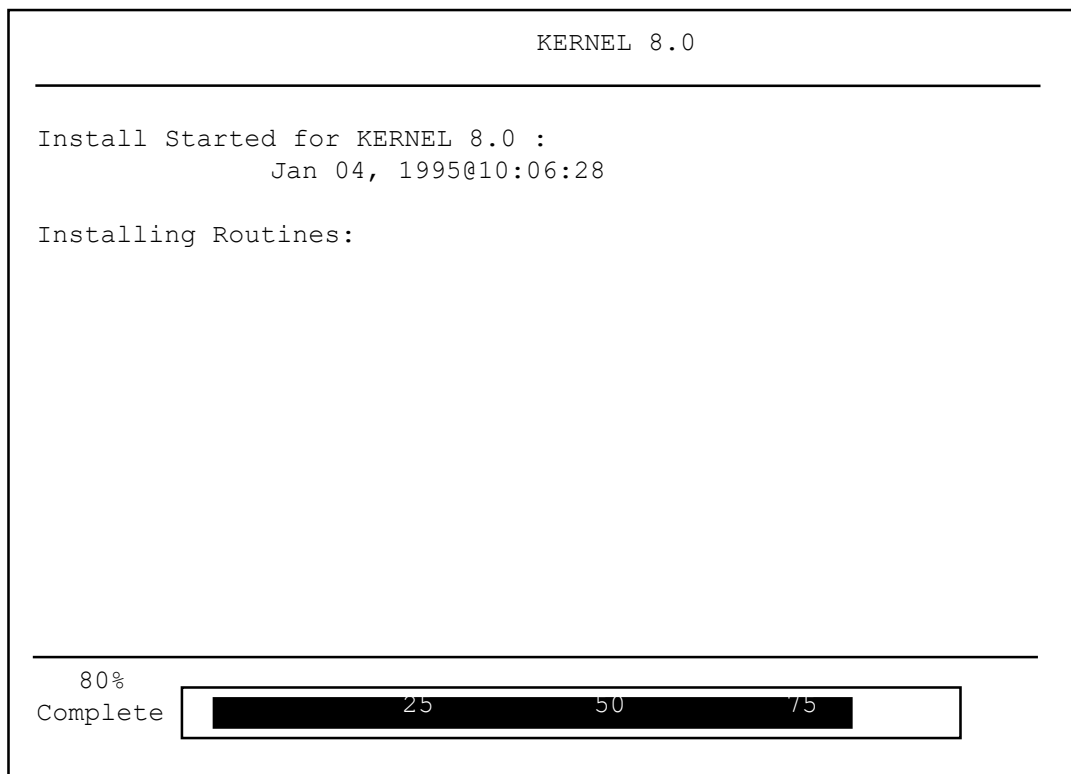 KERNEL 8.0
Install Started for KERNEL 8.0 :
Jan 04, 1995@10:06:28
Installing Routines:
80%
Complete
25 50 75